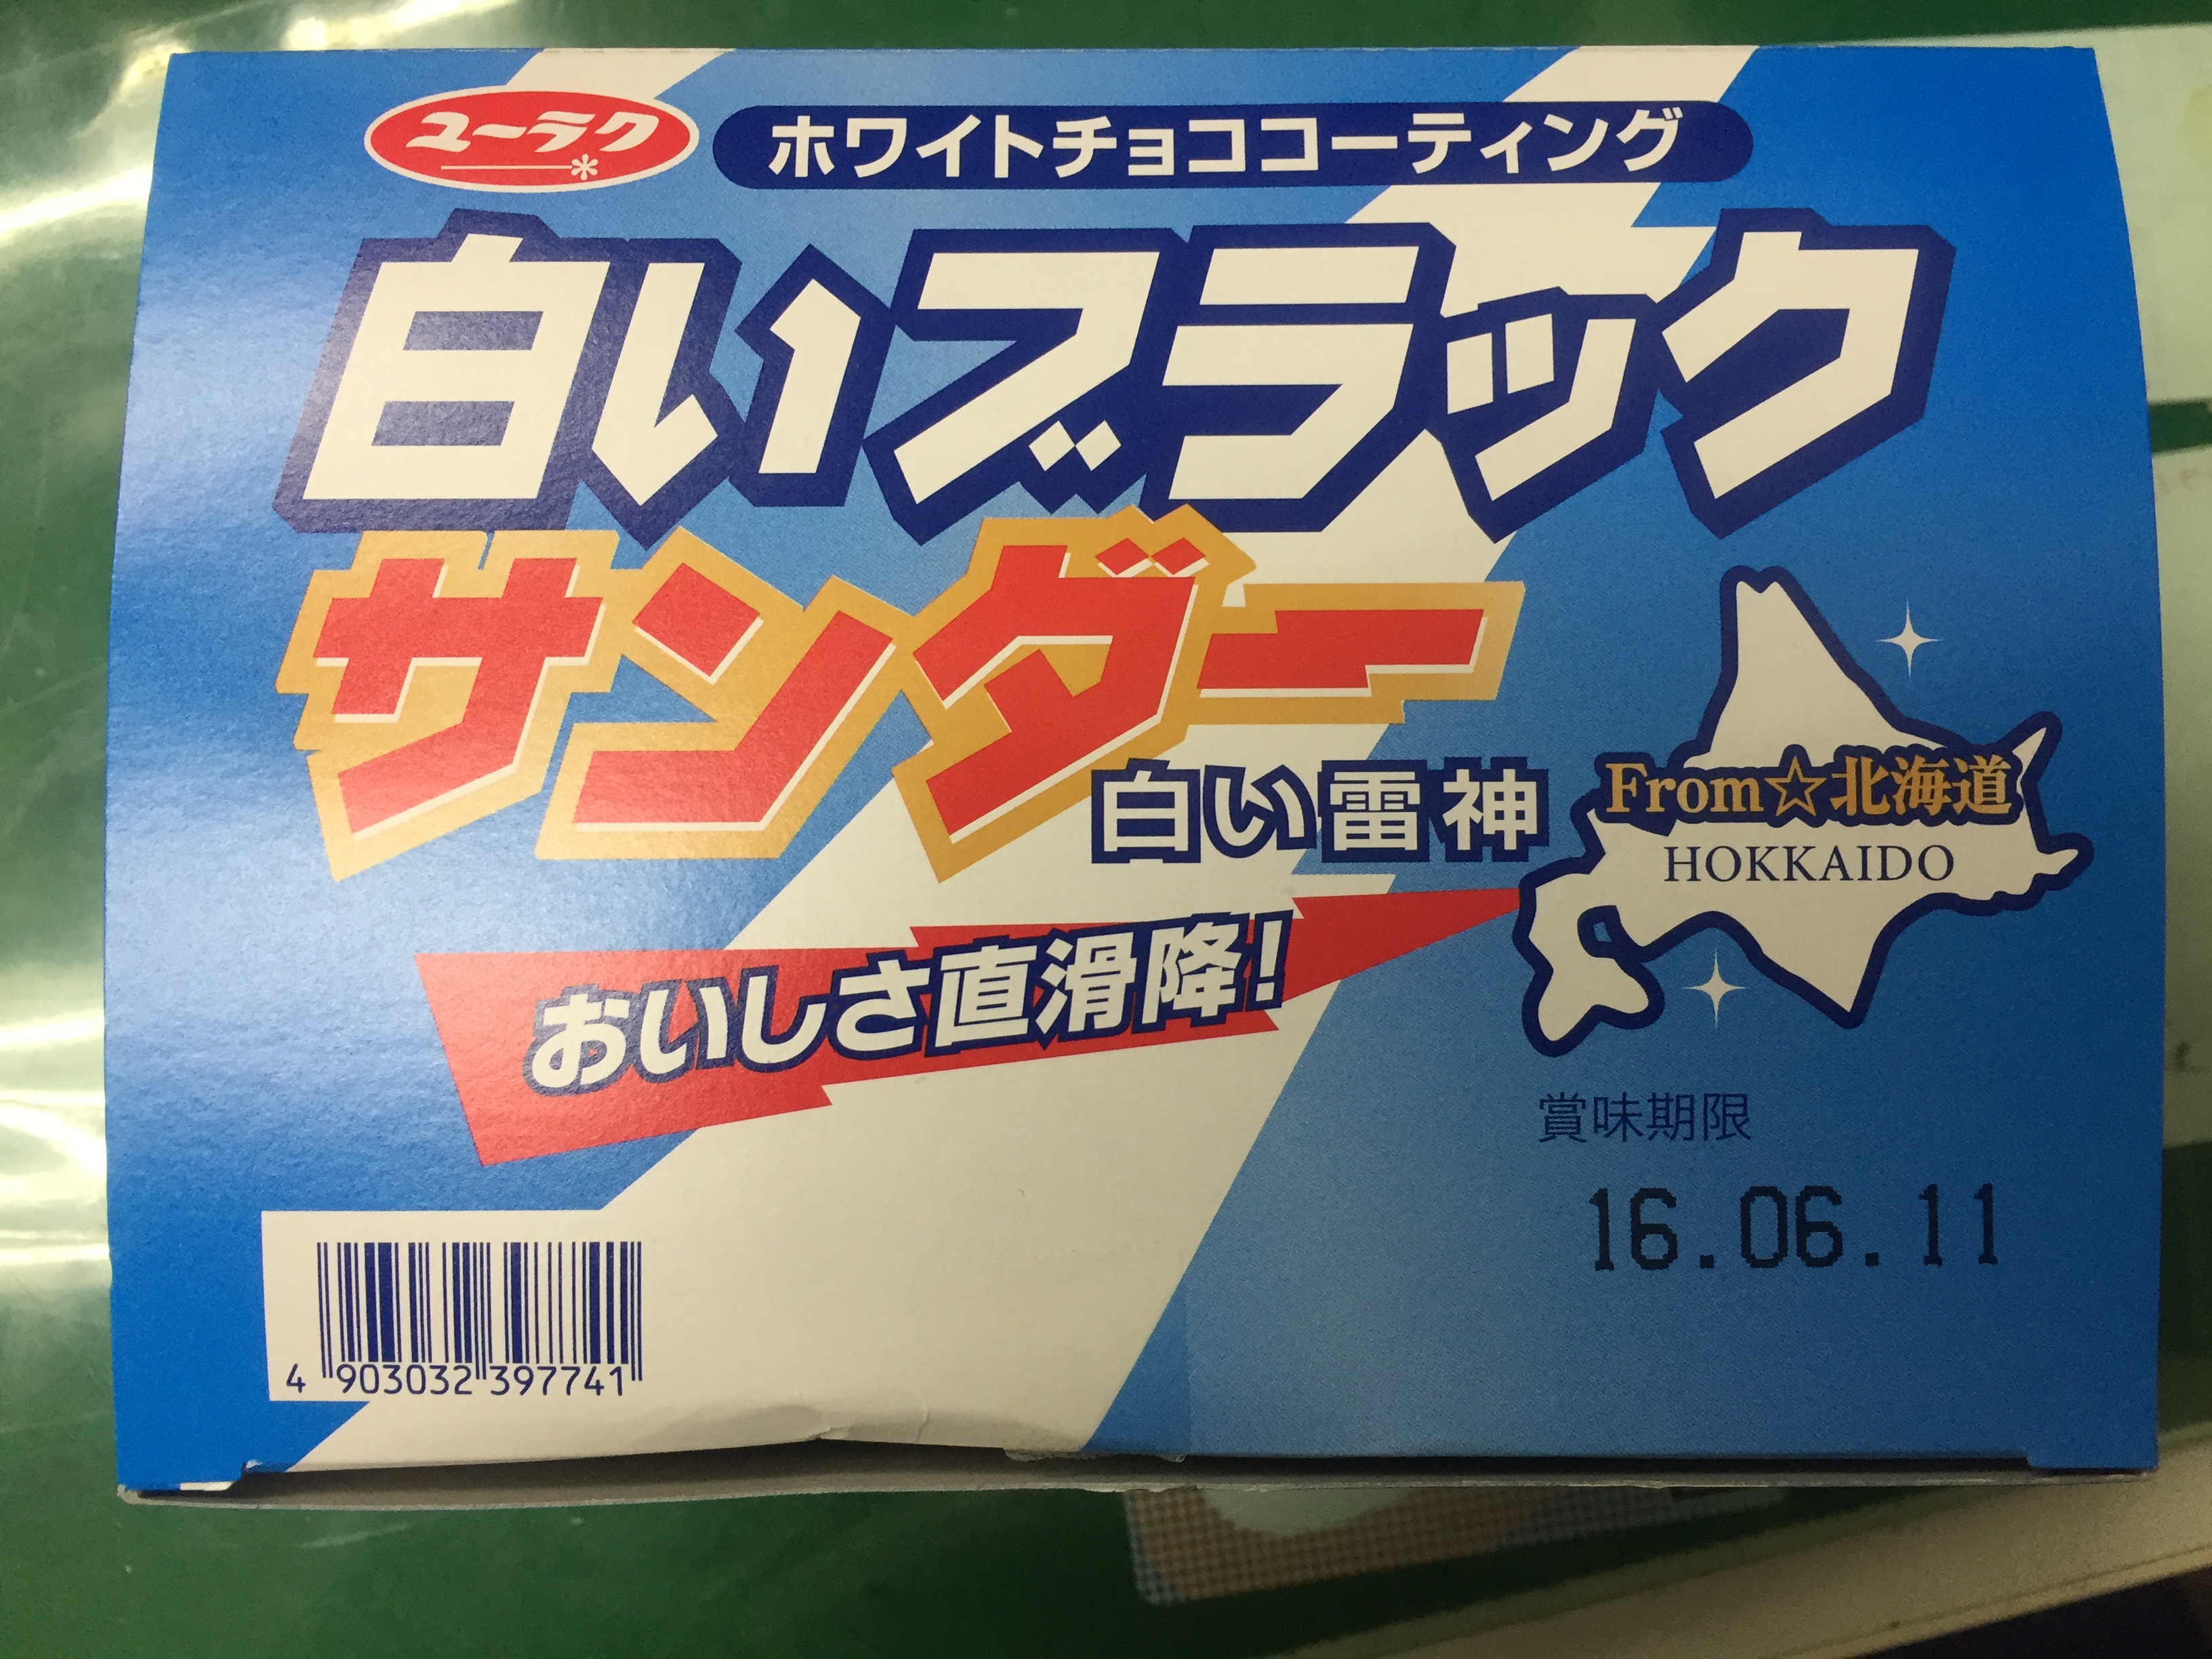 ユーラク
ホワイトチョココーティング
白いブラック
サンダー
白い雷神
From☆北海道
HOKKAIDO
おいしさ直滑降!
賞味期限
16.06.11
4 903032 397741